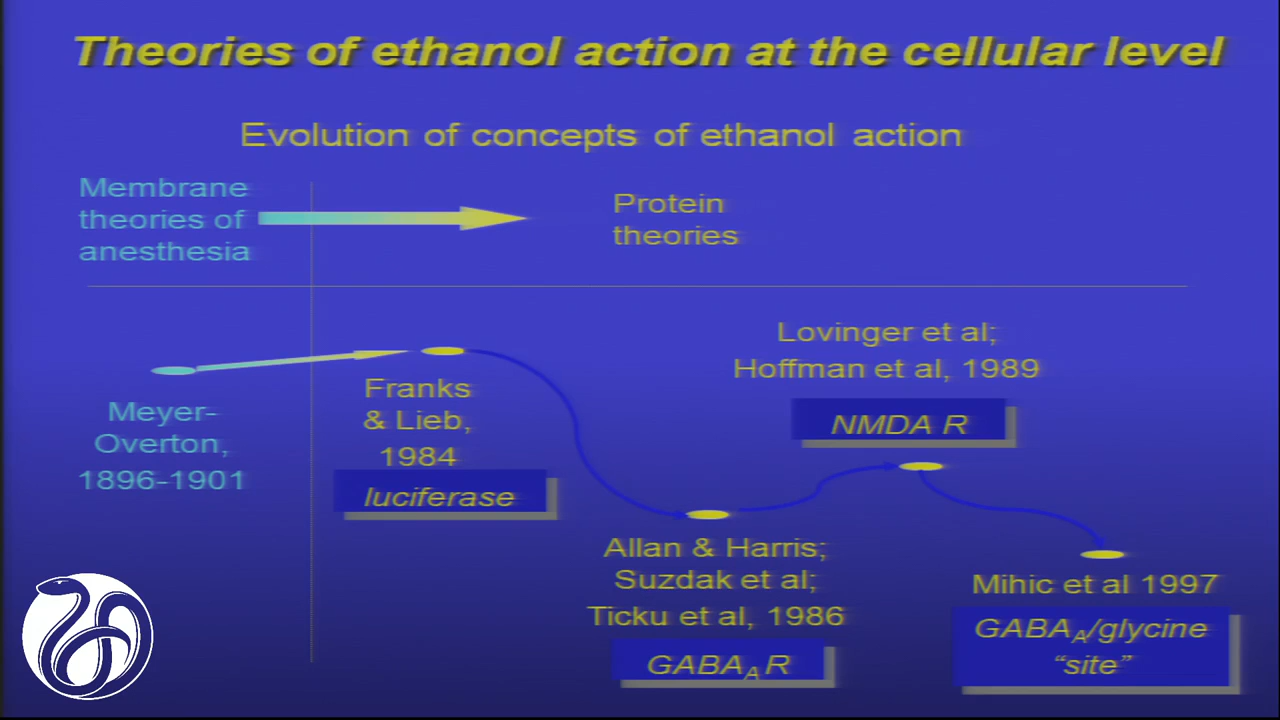 Theories of ethanol action at the cellular level
Evolution of concepts of ethanol action
Membrane
theories of
anesthesia
Protein
theories
Meyer-
Overton,
1896-1901
Franks
& Lieb,
1984
luciferase
Allan & Harris;
Suzdak et al;
Ticku et al, 1986
GABAA R
Lovinger et al;
Hoffman et al, 1989
NMDA R
Mihic et al 1997
GABAA/glycine
“site”